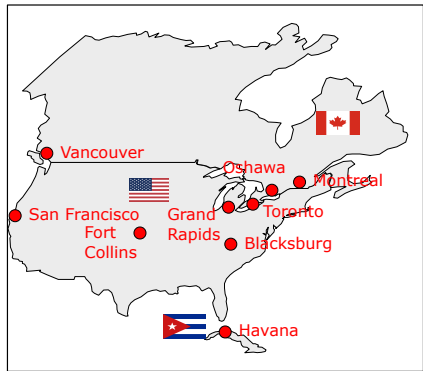 Vancouver
Oshawa
Montreal
San Francisco
Grand
Rapids
Toronto
Fort
Collins
Blacksburg
Havana